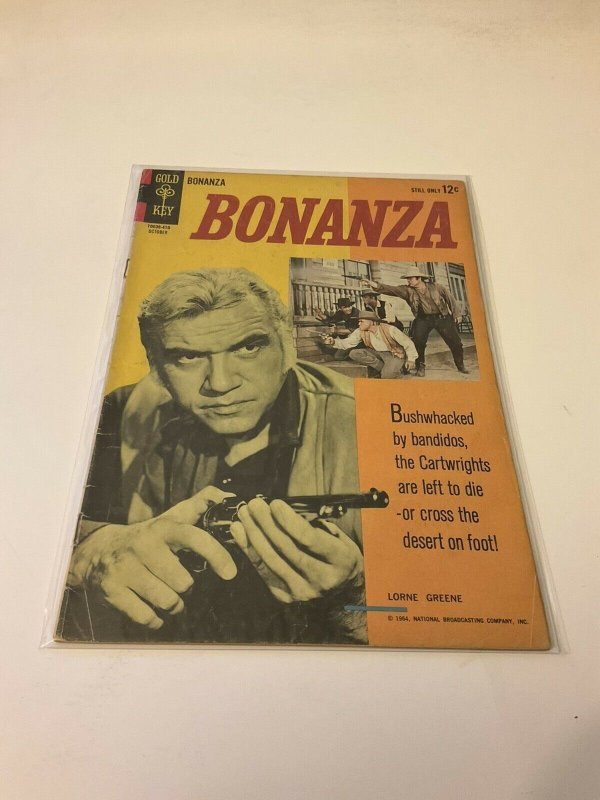 GOLD
KEY
BONANZA
STILL ONLY 12c
BONANZA
OCTOBER
Bushwhacked
by bandidos,
the Cartwrights
are left to die
-or cross the
desert on foot!
LORNE GREENE
© 1964, NATIONAL BROADCASTING COMPANY, INC.